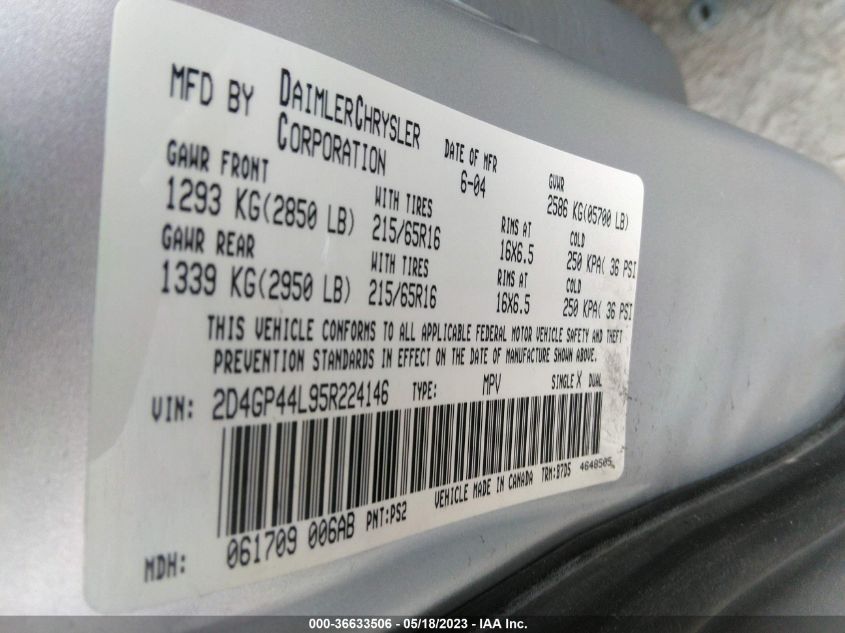 MFD BY DAIMLERCHRYSLER CORPORATION
DATE OF MFR 6-04
GVWR 2586 KG(05700 LB)
GAWR FRONT
1293 KG(2850 LB)
WITH TIRES
215/65R16
RIMS AT
16X6.5
COLD
250 KPA( 36 PSI
GAWR REAR
1339 KG(2950 LB)
WITH TIRES
215/65R16
RIMS AT
16X6.5
COLD
250 KPA( 36 PSI
THIS VEHICLE CONFORMS TO ALL APPLICABLE FEDERAL MOTOR VEHICLE SAFETY AND THEFT
PREVENTION STANDARDS IN EFFECT ON THE DATE OF MANUFACTURE SHOWN ABOVE.
VIN: 2D4GP44L95R224146 TYPE: MPV SINGLE X DUAL
VEHICLE MADE IN CANADA TRM:B7D5 4648505
MDH: 061709 006AB PNT:PS2
000-36633506 - 05/18/2023 - IAA Inc.